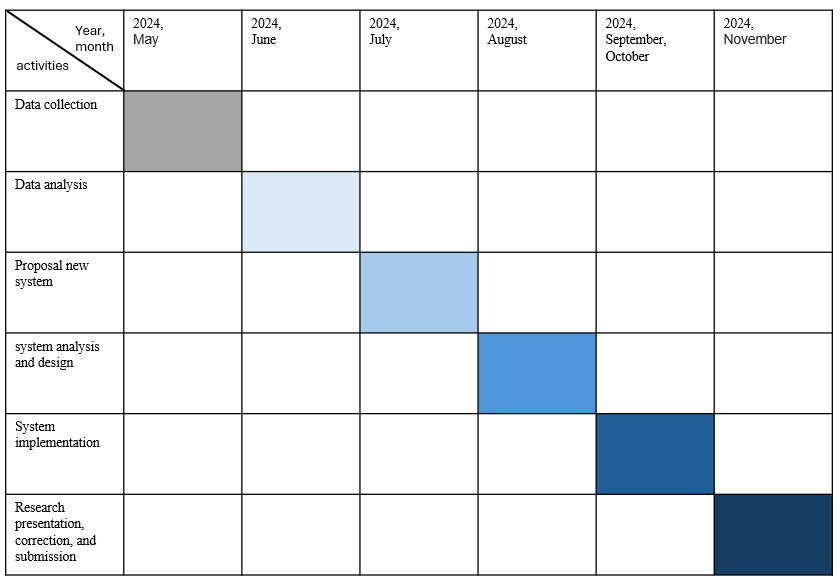 Year,
month
activities
2024,
May
2024,
June
2024,
July
2024,
August
2024,
September,
October
2024,
November
Data collection
Data analysis
Proposal new
system
system analysis
and design
System
implementation
Research
presentation,
correction, and
submission